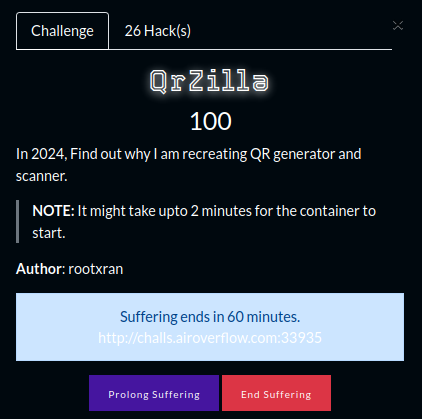 Challenge
26 Hack(s)
QrZilla
100
In 2024, Find out why I am recreating QR generator and
scanner.
NOTE: It might take upto 2 minutes for the container to
start.
Author: rootxran
Suffering ends in 60 minutes.
http://challs.airoverflow.com:33935
Prolong Suffering
End Suffering